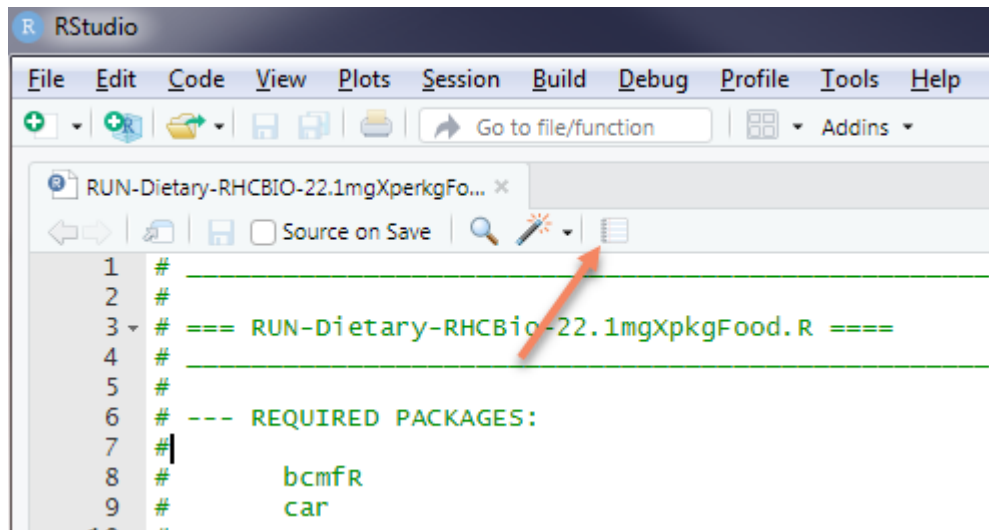 R RStudio
File Edit Code View Plots Session Build Debug Profile Tools Help
Go to file/function Addins
RUN-Dietary-RHCBIO-22.1mgXperkgFo...
Source on Save
1 # ___
2 #
3 # === RUN-Dietary-RHCBio-22.1mgXpkgFood.R ====
4 # ___
5 #
6 # --- REQUIRED PACKAGES:
7 #
8 # bcmfR
9 # car